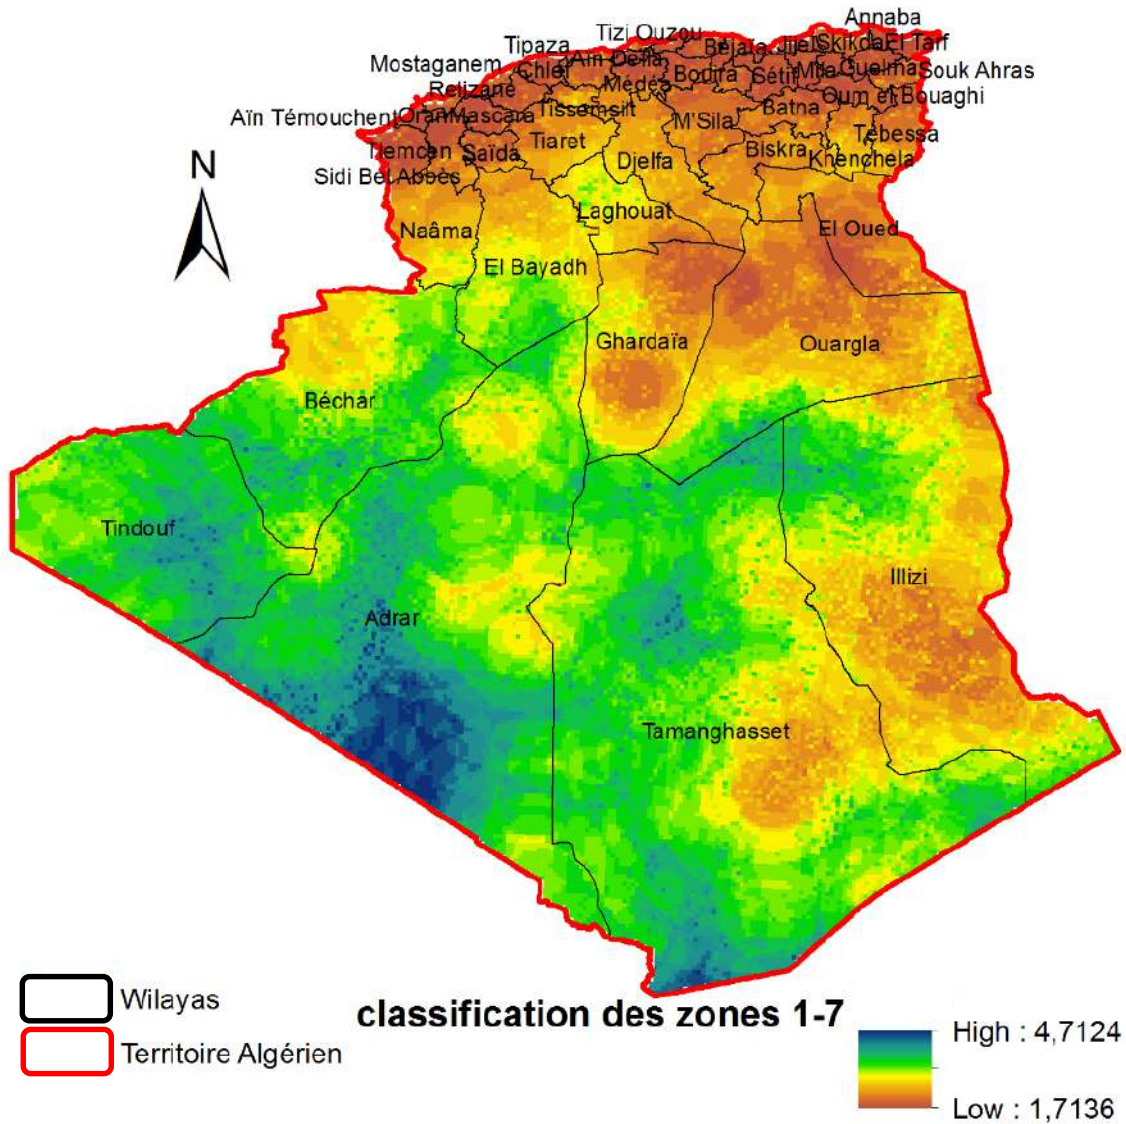 Annaba
Tizi Ouzou
Tipaza
Béjaïa
Jijel
Skikda
El Tarf
Mostaganem
Chlef
Aïn Defla
Médéa
Bouira
Sétif
Mila
Guelma
Souk Ahras
Relizane
Oum el Bouaghi
Aïn Témouchent
Oran
Mascara
Tissemsilt
Batna
M'Sila
Tébessa
Tiaret
Tlemcen
Saïda
Djelfa
Biskra
Khenchela
Sidi Bel Abbès
N
Laghouat
Naâma
El Oued
El Bayadh
Ghardaïa
Ouargla
Béchar
Tindouf
Illizi
Adrar
Tamanghasset
Wilayas
Territoire Algérien
classification des zones 1-7
High : 4,7124
Low : 1,7136